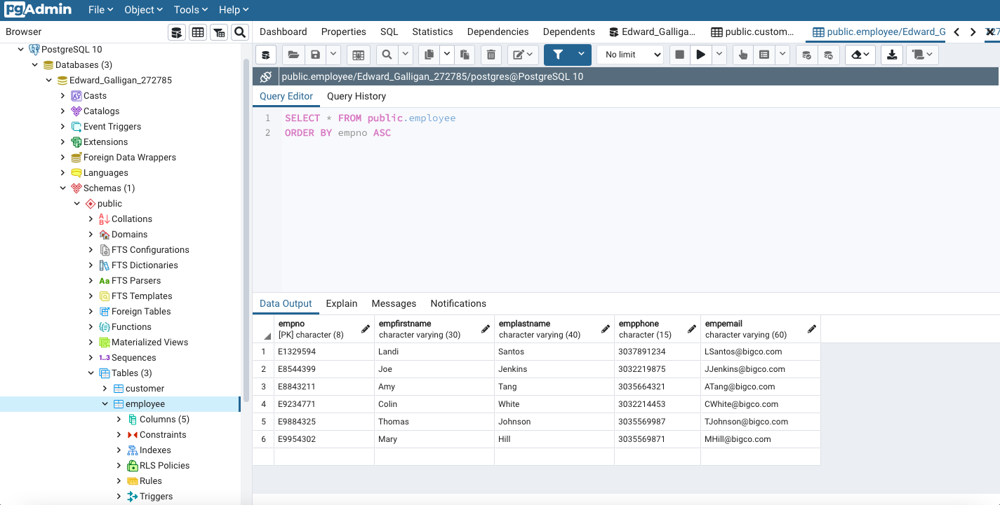 pgAdmin File Object Tools Help
Browser
PostgreSQL 10
Databases (3)
Edward_Galligan_272785
Casts
Catalogs
Event Triggers
Extensions
Foreign Data Wrappers
Languages
Schemas (1)
public
Collations
Domains
FTS Configurations
FTS Dictionaries
Aa FTS Parsers
FTS Templates
Foreign Tables
Functions
Materialized Views
1..3 Sequences
Tables (3)
customer
employee
Columns (5)
Constraints
Indexes
RLS Policies
Rules
Triggers
Dashboard Properties SQL Statistics Dependencies Dependents Edward_Galliga... public.custom... public.employee/Edward_G
No limit
public.employee/Edward_Galligan_272785/postgres@PostgreSQL 10
Query Editor Query History
1 SELECT * FROM public.employee
2 ORDER BY empno ASC
Data Output Explain Messages Notifications
empno empfirstname emplastname empphone empemail
[PK] character (8) character varying (30) character varying (40) character (15) character varying (60)
1 E1329594 Landi Santos 3037891234 LSantos@bigco.com
2 E8544399 Joe Jenkins 3032219875 JJenkins@bigco.com
3 E8843211 Amy Tang 3035664321 ATang@bigco.com
4 E9234771 Colin White 3032214453 CWhite@bigco.com
5 E9884325 Thomas Johnson 3035569987 TJohnson@bigco.com
6 E9954302 Mary Hill 3035569871 MHill@bigco.com